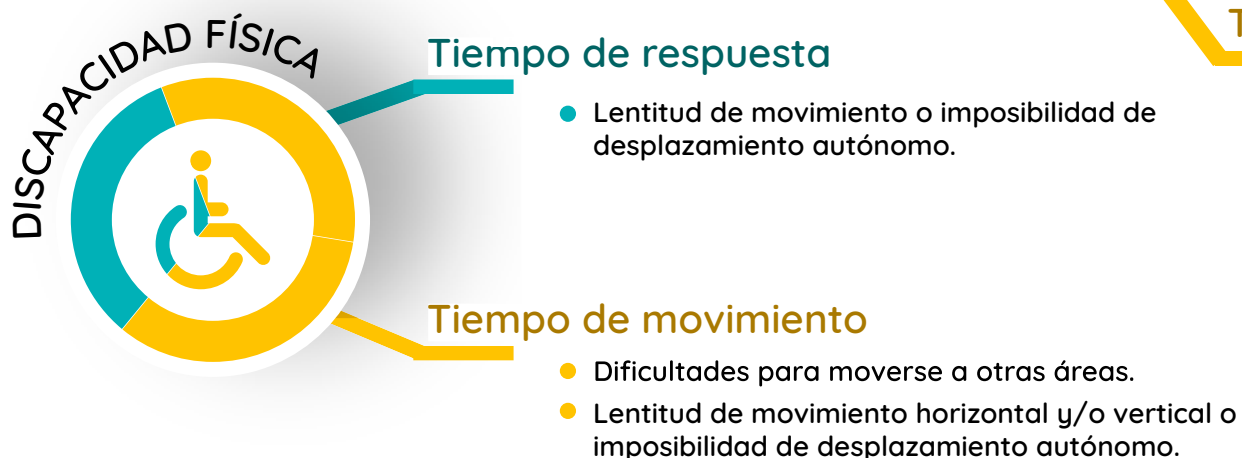 DISCAPACIDAD FÍSICA
Tiempo de respuesta
Lentitud de movimiento o imposibilidad de
desplazamiento autónomo.
Tiempo de movimiento
Dificultades para moverse a otras áreas.
Lentitud de movimiento horizontal y/o vertical o
imposibilidad de desplazamiento autónomo.